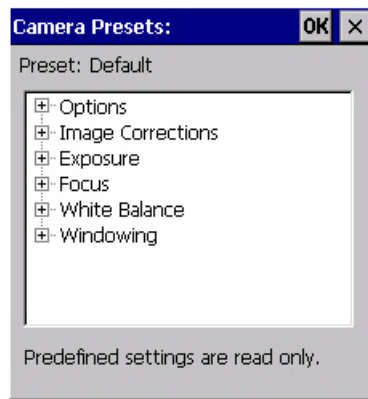 Camera Presets: OK ×
Preset: Default
Options
Image Corrections
Exposure
Focus
White Balance
Windowing
Predefined settings are read only.